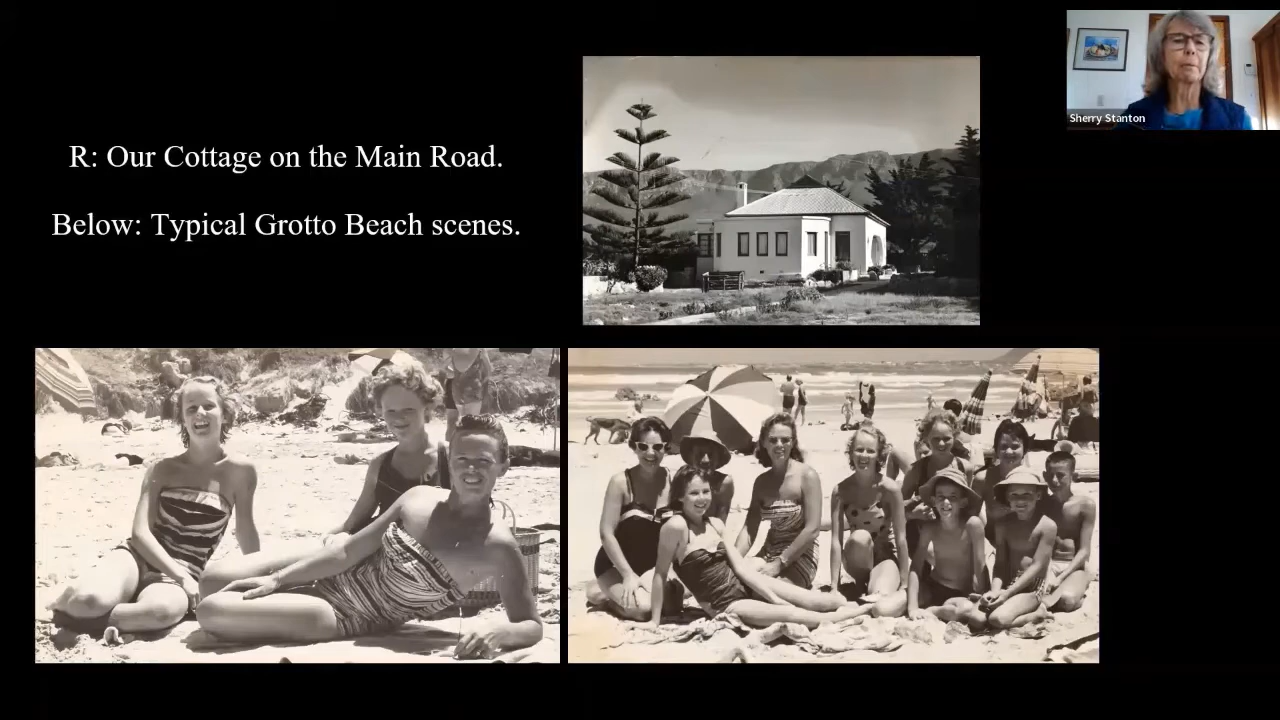 R: Our Cottage on the Main Road.
Below: Typical Grotto Beach scenes.
Sherry Stanton